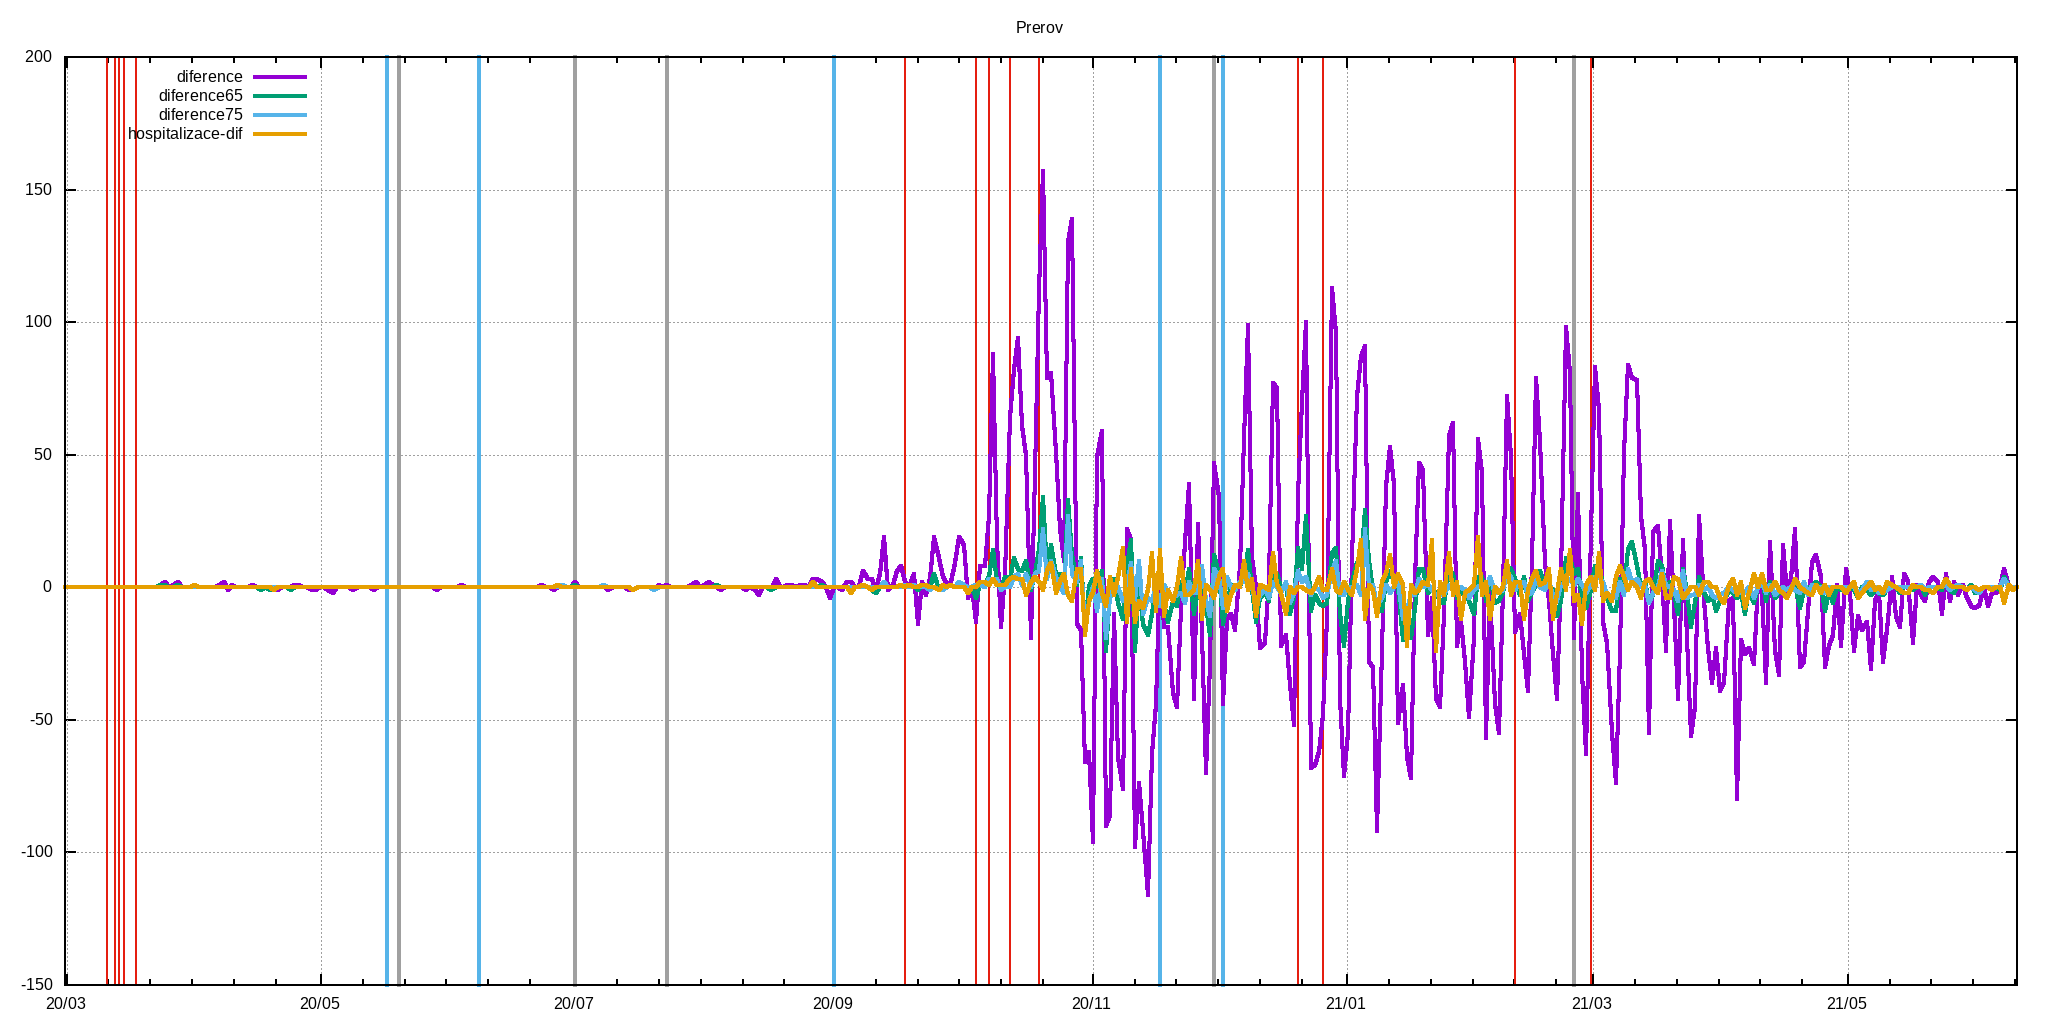 Prerov
200
diference
diference65
diference75
hospitalizace-dif
150
100
50
0
-50
-100
-150
20/03 20/05 20/07 20/09 20/11 21/01 21/03 21/05